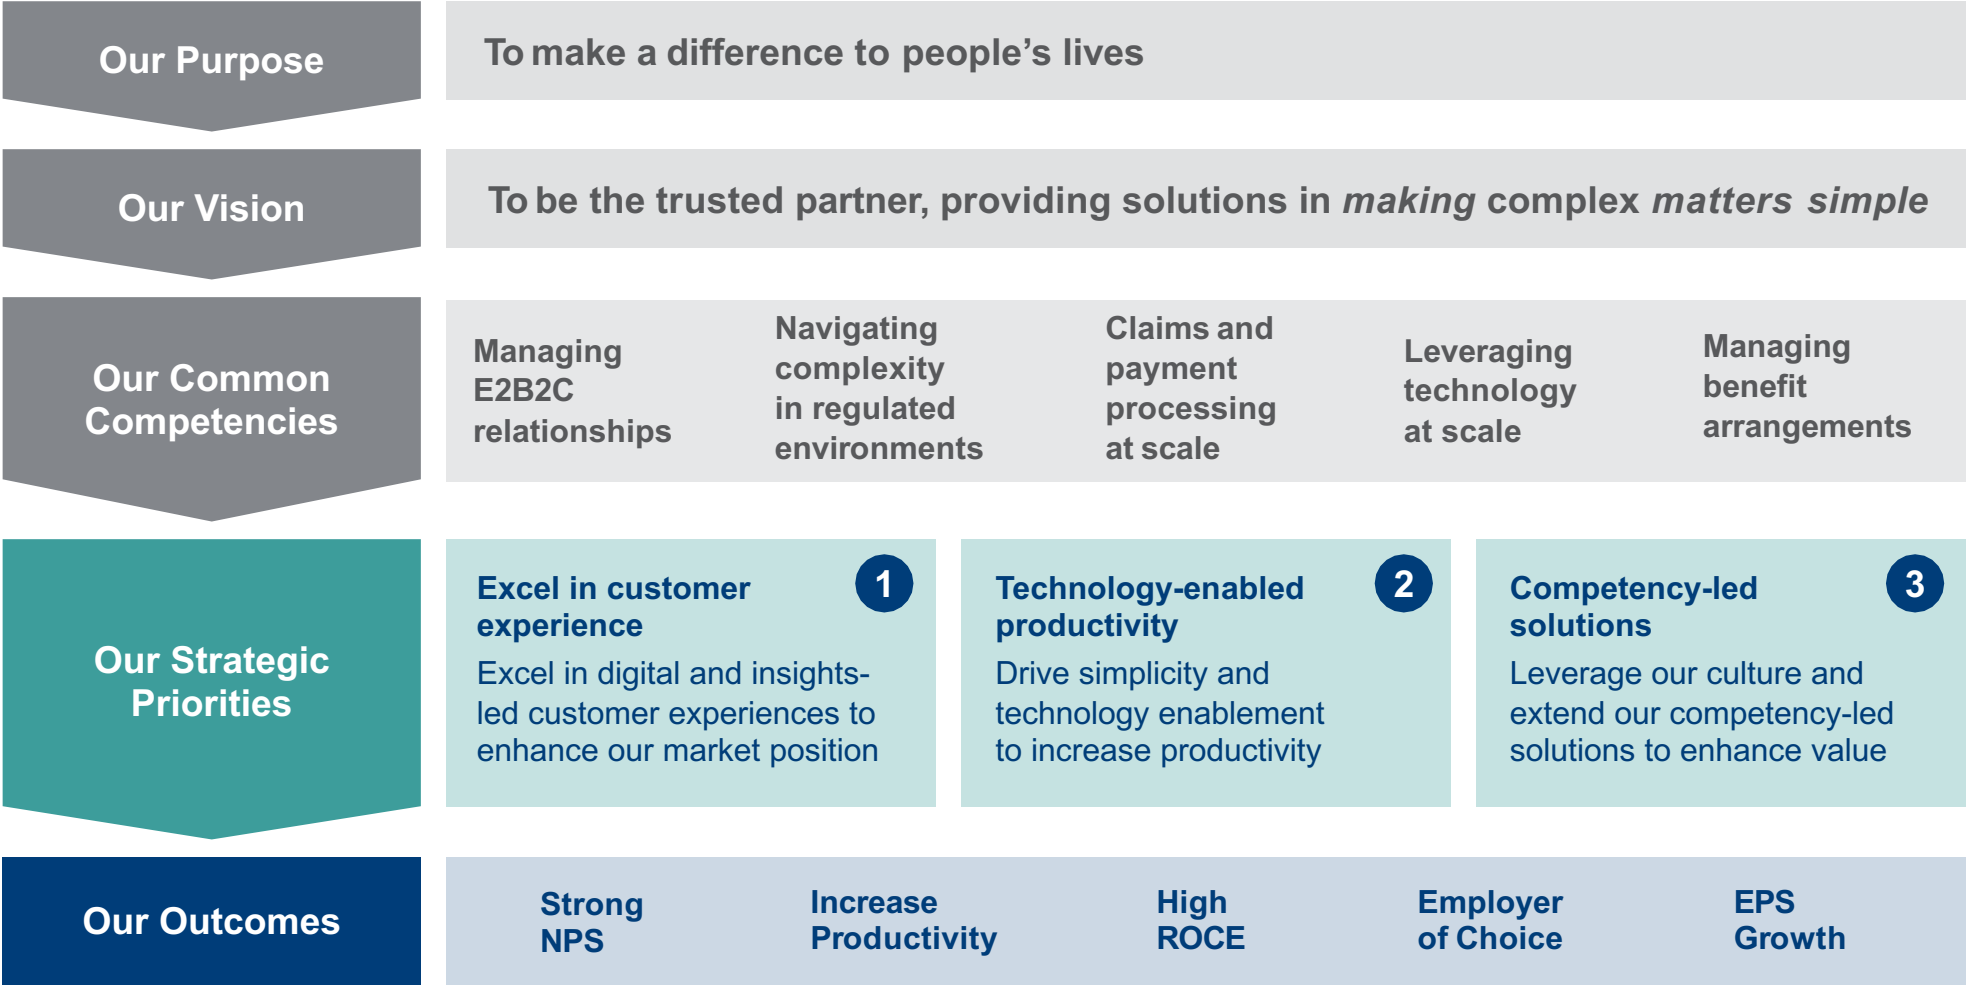 Our Purpose
To make a difference to people’s lives
Our Vision
To be the trusted partner, providing solutions in making complex matters simple
Our Common
Competencies
Managing
E2B2C
relationships
Navigating
complexity
in regulated
environments
Claims and
payment
processing
at scale
Leveraging
technology
at scale
Managing
benefit
arrangements
Our Strategic
Priorities
Excel in customer
experience
1
Excel in digital and insights-
led customer experiences to
enhance our market position
Technology-enabled
productivity
2
Drive simplicity and
technology enablement
to increase productivity
Competency-led
solutions
3
Leverage our culture and
extend our competency-led
solutions to enhance value
Our Outcomes
Strong
NPS
Increase
Productivity
High
ROCE
Employer
of Choice
EPS
Growth